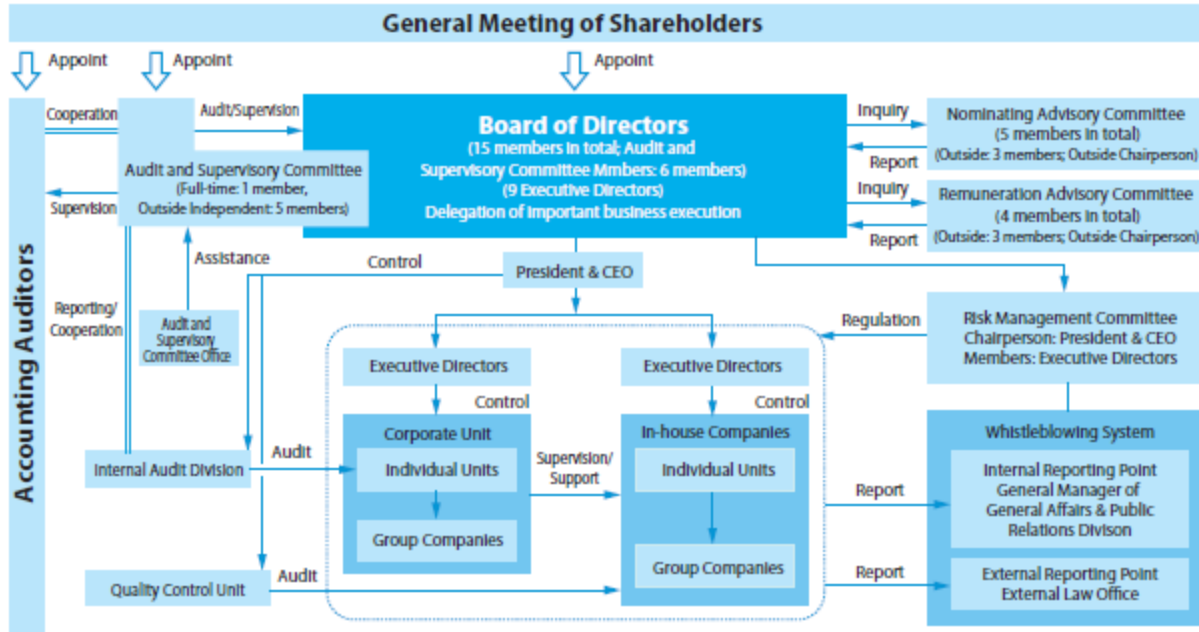 General Meeting of Shareholders
Appoint
Appoint
Appoint
Accounting Auditors
Cooperation
Audit/Supervision
Supervision
Reporting/
Cooperation
Audit and Supervisory Committee
(Full-time: 1 member,
Outside Independent: 5 members)
Board of Directors
(15 members in total; Audit and
Supervisory Committee Mmbers: 6 members)
(9 Executive Directors)
Delegation of important business execution
Inquiry
Report
Inquiry
Report
Nominating Advisory Committee
(5 members in total)
(Outside: 3 members; Outside Chairperson)
Remuneration Advisory Committee
(4 members in total)
(Outside: 3 members; Outside Chairperson)
Assistance
Control
President & CEO
Audit and
Supervisory
Committee Office
Regulation
Risk Management Committee
Chairperson: President & CEO
Members: Executive Directors
Executive Directors
Executive Directors
Control
Control
Internal Audit Division
Audit
Corporate Unit
Individual Units
Group Companies
Supervision/
Support
In-house Companies
Individual Units
Group Companies
Quality Control Unit
Audit
Report
Report
Whistleblowing System
Internal Reporting Point
General Manager of
General Affairs & Public
Relations Divison
External Reporting Point
External Law Office